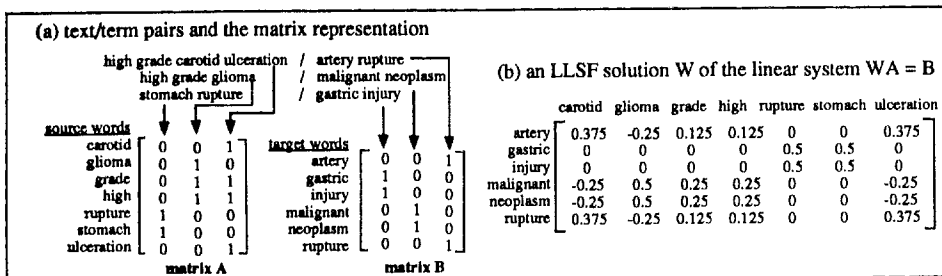 (a) text/term pairs and the matrix representation
high grade carotid ulceration / artery rupture
high grade glioma / malignant neoplasm
stomach rupture / gastric injury
source words
carotid 0 0 1
glioma 0 1 0
grade 0 1 1
high 0 1 1
rupture 1 0 0
stomach 1 0 0
ulceration 0 0 1
matrix A
target words
artery 0 0 1
gastric 1 0 0
injury 1 0 0
malignant 0 1 0
neoplasm 0 1 0
rupture 0 0 1
matrix B
(b) an LLSF solution W of the linear system WA = B
carotid glioma grade high rupture stomach ulceration
artery 0.375 -0.25 0.125 0.125 0 0 0.375
gastric 0 0 0 0 0.5 0.5 0
injury 0 0 0 0 0.5 0.5 0
malignant -0.25 0.5 0.25 0.25 0 0 -0.25
neoplasm -0.25 0.5 0.25 0.25 0 0 -0.25
rupture 0.375 -0.25 0.125 0.125 0 0 0.375